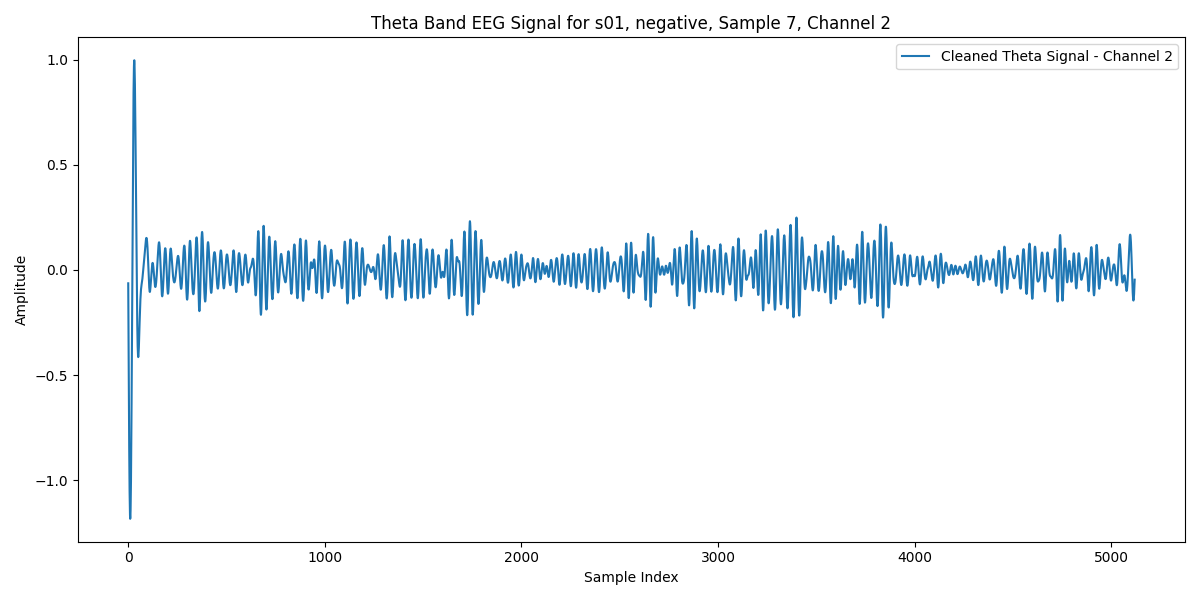 Theta Band EEG Signal for s01, negative, Sample 7, Channel 2
Cleaned Theta Signal - Channel 2
1.0
0.5
0.0
−0.5
−1.0
Amplitude
0 1000 2000 3000 4000 5000
Sample Index